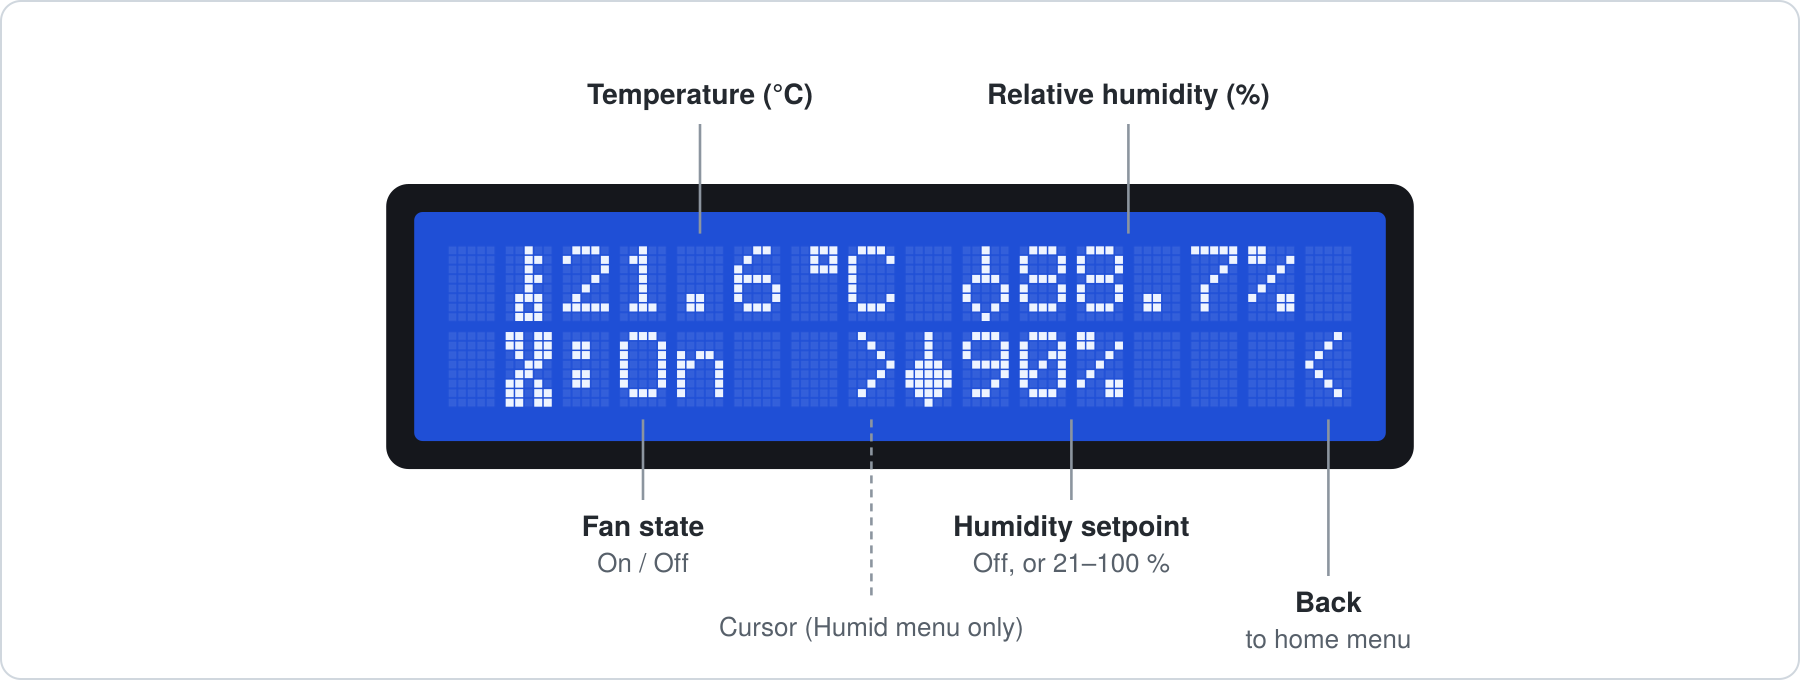 Temperature (°C)
Relative humidity (%)
21.6 °C 88.7%
:On >90% <
Fan state
On / Off
Humidity setpoint
Off, or 21–100 %
Cursor (Humid menu only)
Back
to home menu